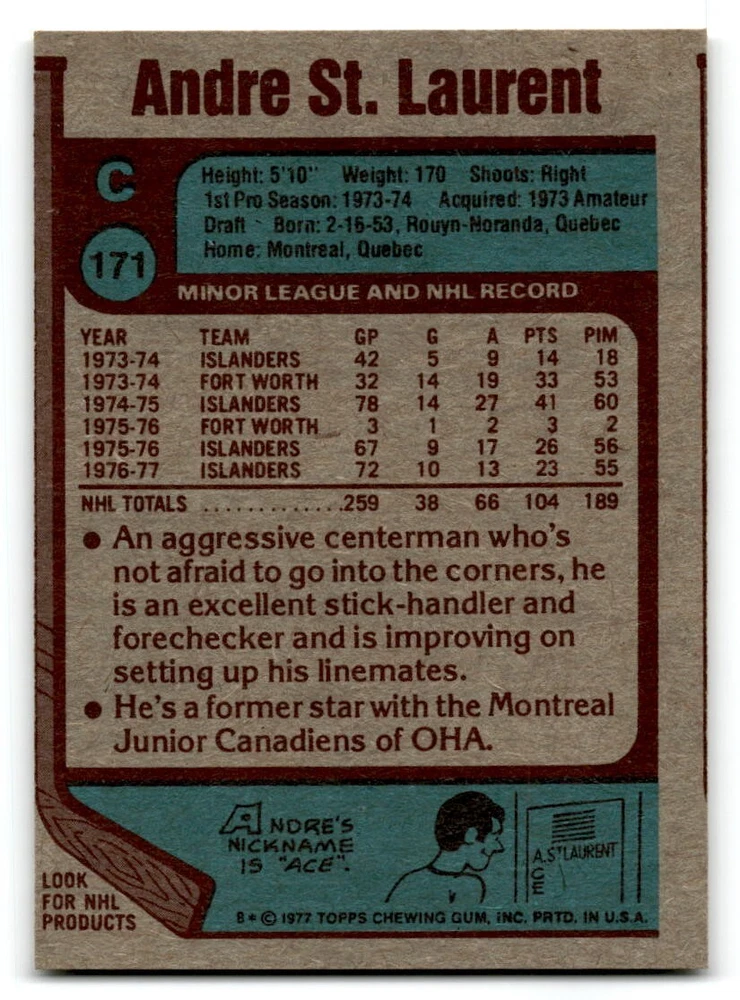 Andre St. Laurent
C
171
Height: 5'10" Weight: 170 Shoots: Right
1st Pro Season: 1973-74 Acquired: 1973 Amateur
Draft Born: 2-16-53, Rouyn-Noranda, Quebec
Home: Montreal, Quebec
MINOR LEAGUE AND NHL RECORD
YEAR TEAM GP G A PTS PIM
1973-74 ISLANDERS 42 5 9 14 18
1973-74 FORT WORTH 32 14 19 33 53
1974-75 ISLANDERS 78 14 27 41 60
1975-76 FORT WORTH 3 1 2 3 2
1975-76 ISLANDERS 67 9 17 26 56
1976-77 ISLANDERS 72 10 13 23 55
NHL TOTALS .............259 38 66 104 189
● An aggressive centerman who's
not afraid to go into the corners, he
is an excellent stick-handler and
forechecker and is improving on
setting up his linemates.
● He's a former star with the Montreal
Junior Canadiens of OHA.
ANDRE'S
NICKNAME
IS "ACE".
A.ST LAURENT
C
E
LOOK
FOR NHL
PRODUCTS
B* © 1977 TOPPS CHEWING GUM, INC. PRTD. IN U.S.A.